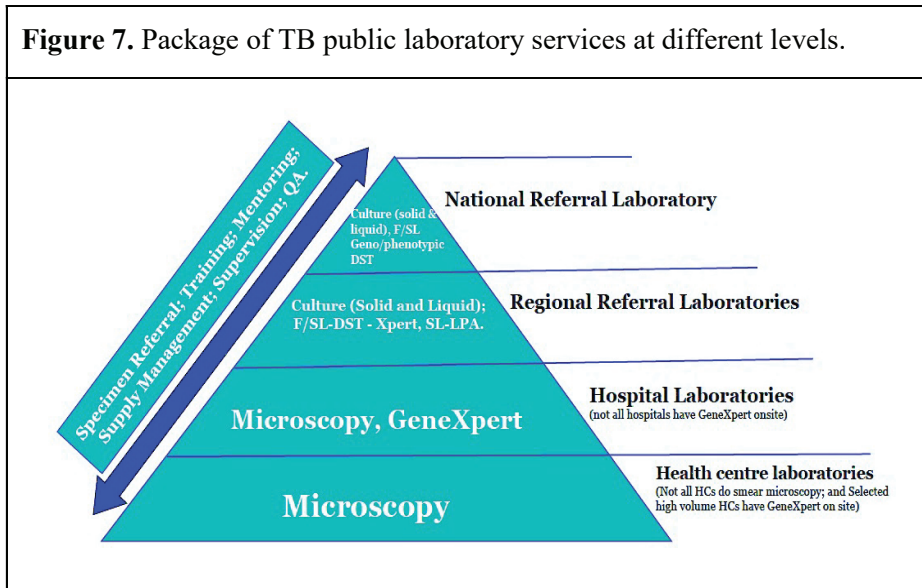 Figure 7. Package of TB public laboratory services at different levels.
Specimen Referral; Training; Mentoring;
Supply Management; Supervision; QA.
Culture (solid &
liquid), F/SL
Geno/phenotypic
DST
National Referral Laboratory
Culture (Solid and Liquid);
F/SL-DST - Xpert, SL-LPA.
Regional Referral Laboratories
Microscopy, GeneXpert
Hospital Laboratories
(not all hospitals have GeneXpert onsite)
Microscopy
Health centre laboratories
(Not all HCs do smear microscopy; and Selected
high volume HCs have GeneXpert on site)